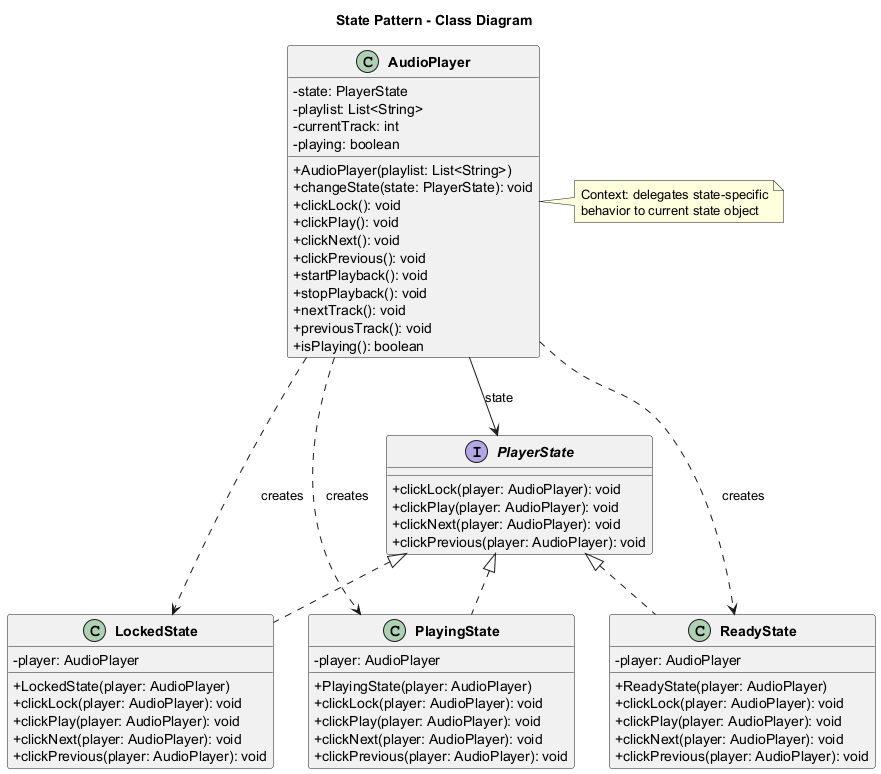 State Pattern - Class Diagram
C AudioPlayer
-state: PlayerState
-playlist: List<String>
-currentTrack: int
-playing: boolean
+AudioPlayer(playlist: List<String>)
+changeState(state: PlayerState): void
+clickLock(): void
+clickPlay(): void
+clickNext(): void
+clickPrevious(): void
+startPlayback(): void
+stopPlayback(): void
+nextTrack(): void
+previousTrack(): void
+isPlaying(): boolean
Context: delegates state-specific
behavior to current state object
state
creates
creates
creates
I PlayerState
+clickLock(player: AudioPlayer): void
+clickPlay(player: AudioPlayer): void
+clickNext(player: AudioPlayer): void
+clickPrevious(player: AudioPlayer): void
C LockedState
-player: AudioPlayer
+LockedState(player: AudioPlayer)
+clickLock(player: AudioPlayer): void
+clickPlay(player: AudioPlayer): void
+clickNext(player: AudioPlayer): void
+clickPrevious(player: AudioPlayer): void
C PlayingState
-player: AudioPlayer
+PlayingState(player: AudioPlayer)
+clickLock(player: AudioPlayer): void
+clickPlay(player: AudioPlayer): void
+clickNext(player: AudioPlayer): void
+clickPrevious(player: AudioPlayer): void
C ReadyState
-player: AudioPlayer
+ReadyState(player: AudioPlayer)
+clickLock(player: AudioPlayer): void
+clickPlay(player: AudioPlayer): void
+clickNext(player: AudioPlayer): void
+clickPrevious(player: AudioPlayer): void